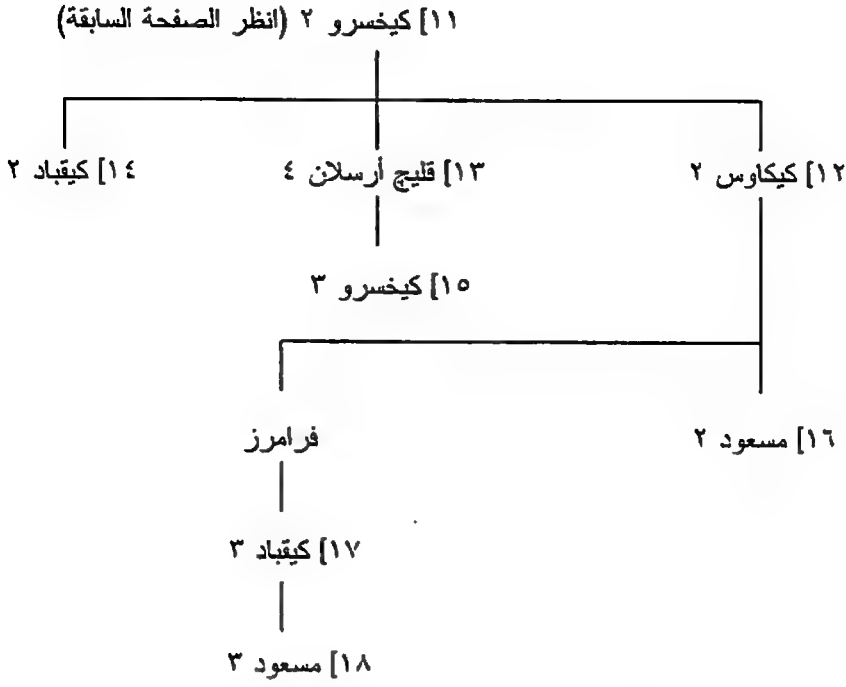 ١١] كيخسرو ٢ (انظر الصفحة السابقة)
١٢] كيكاوس ٢
١٣] قليچ أرسلان ٤
١٤] كيقباد ٢
١٥] كيخسرو ٣
١٦] مسعود ٢
فرامرز
١٧] كيقباد ٣
١٨] مسعود ٣